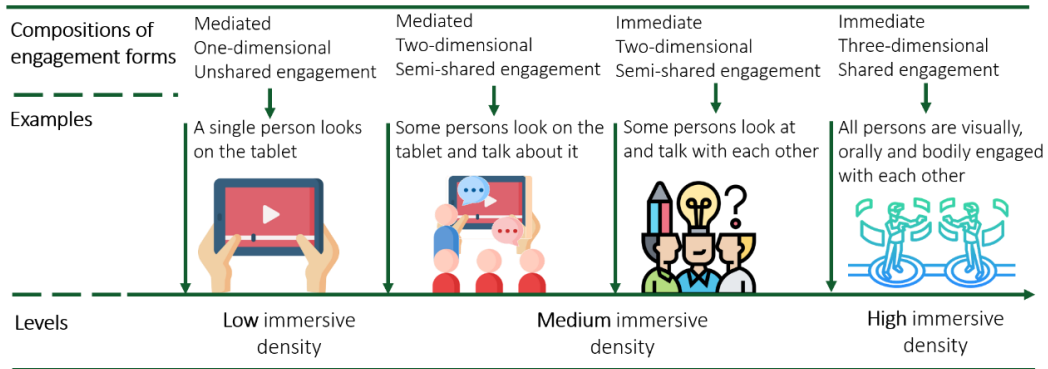 Compositions of
engagement forms
Mediated
One-dimensional
Unshared engagement
Mediated
Two-dimensional
Semi-shared engagement
Immediate
Two-dimensional
Semi-shared engagement
Immediate
Three-dimensional
Shared engagement
Examples
A single person looks
on the tablet
Some persons look on the
tablet and talk about it
Some persons look at
and talk with each other
All persons are visually,
orally and bodily engaged
with each other
?
Levels
Low immersive
density
Medium immersive
density
High immersive
density